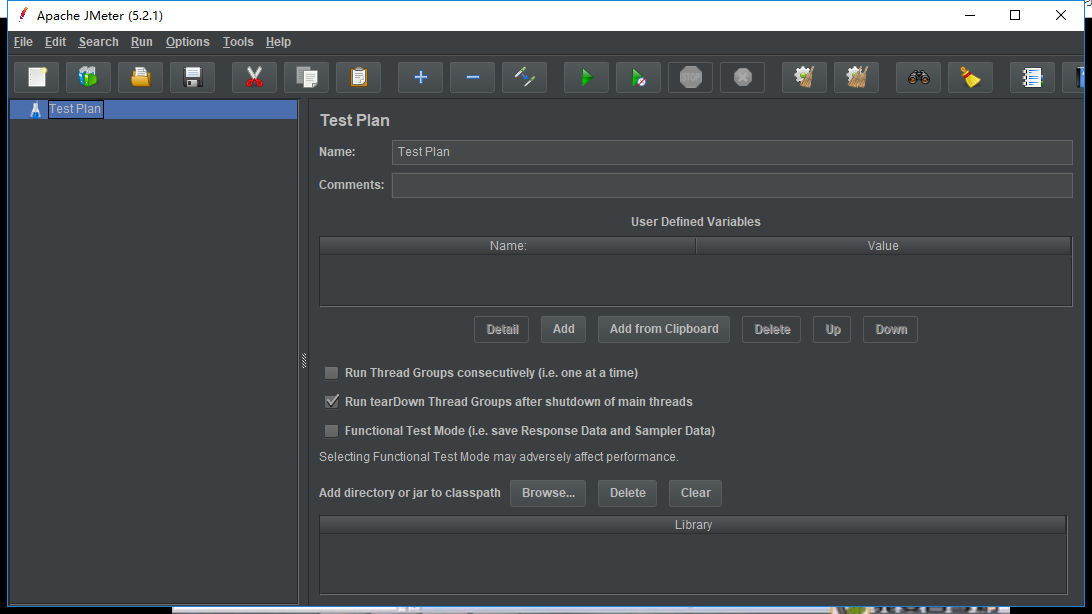 Apache JMeter (5.2.1)
File Edit Search Run Options Tools Help
STOP
Test Plan
Test Plan
Name: Test Plan
Comments:
User Defined Variables
Name: Value
Detail Add Add from Clipboard Delete Up Down
Run Thread Groups consecutively (i.e. one at a time)
Run tearDown Thread Groups after shutdown of main threads
Functional Test Mode (i.e. save Response Data and Sampler Data)
Selecting Functional Test Mode may adversely affect performance.
Add directory or jar to classpath Browse... Delete Clear
Library